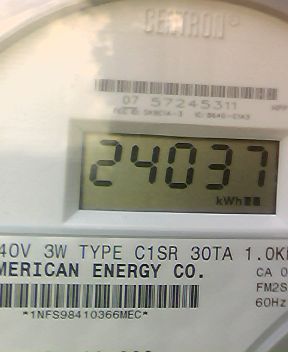 CENTRON®
07 57245311
24037
kWh
40V 3W TYPE C1SR 30TA 1.0K
MERICAN ENERGY CO.
CA 0
FM2S
60Hz
*1NFS98410366MEC*